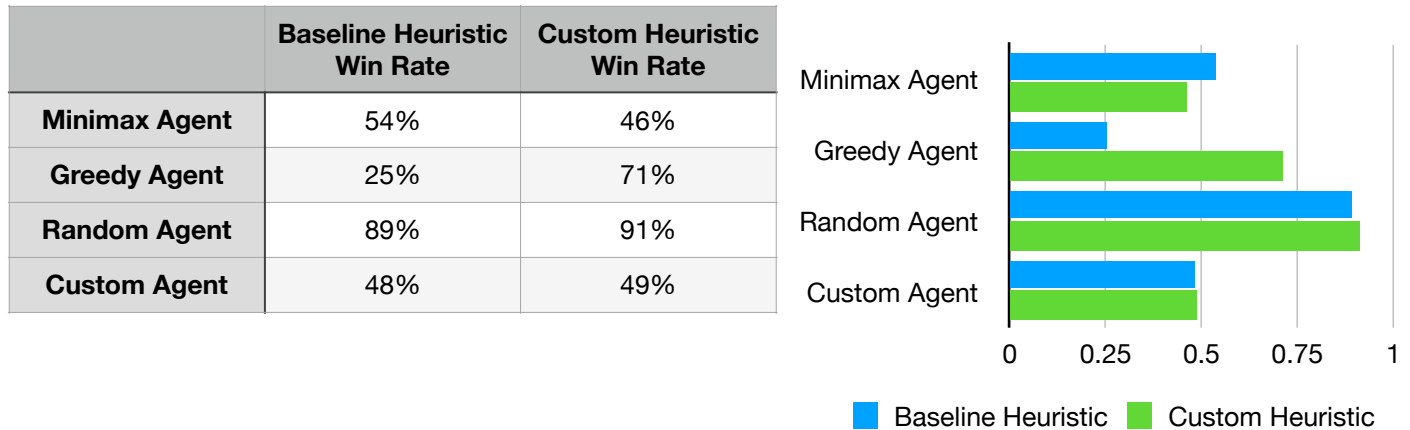 Baseline Heuristic Win Rate
Custom Heuristic Win Rate
Minimax Agent 54% 46%
Greedy Agent 25% 71%
Random Agent 89% 91%
Custom Agent 48% 49%
Minimax Agent
Greedy Agent
Random Agent
Custom Agent
0 0.25 0.5 0.75 1
Baseline Heuristic Custom Heuristic